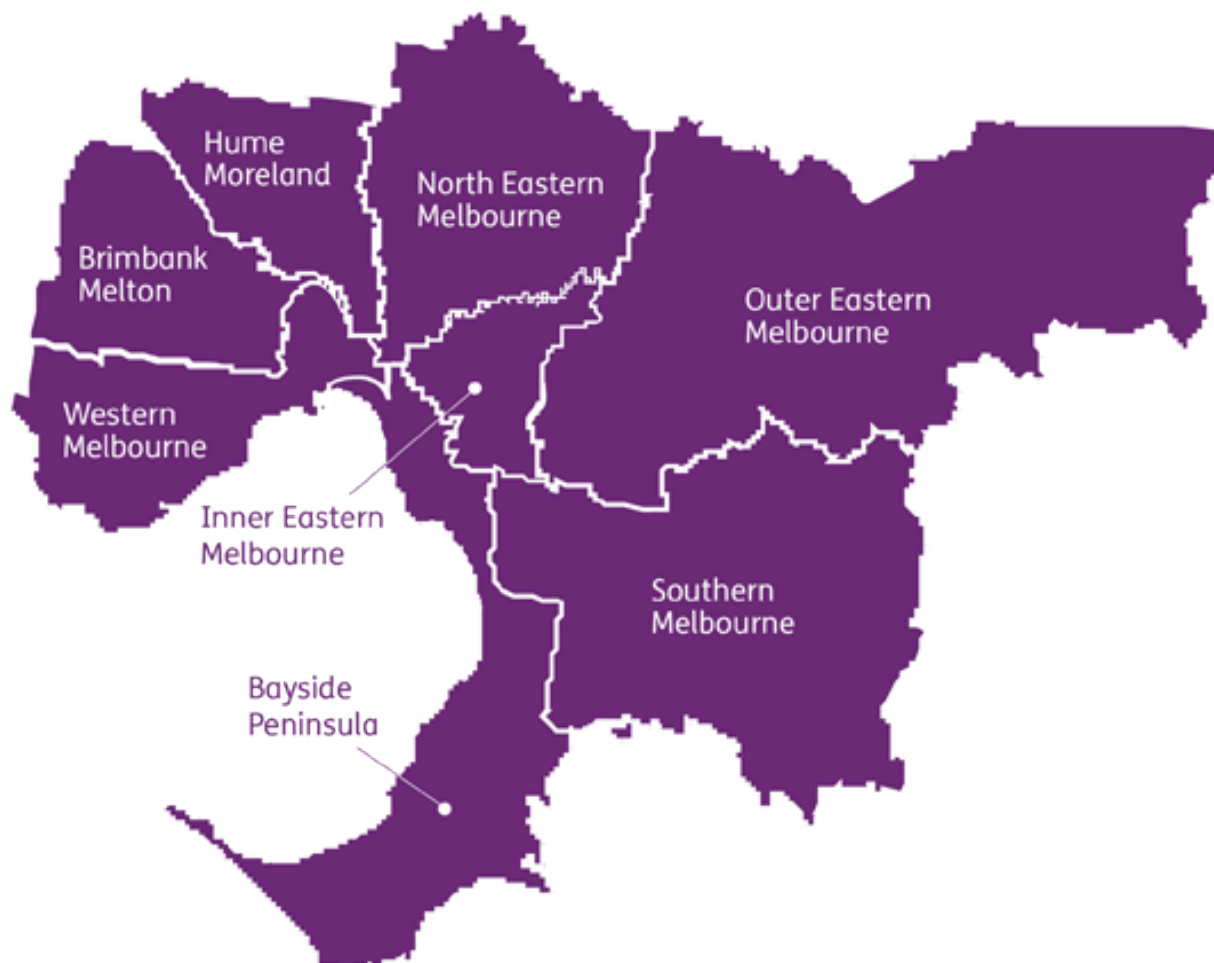 Hume
Moreland
North Eastern
Melbourne
Brimbank
Melton
Outer Eastern
Melbourne
Western
Melbourne
Inner Eastern
Melbourne
Southern
Melbourne
Bayside
Peninsula